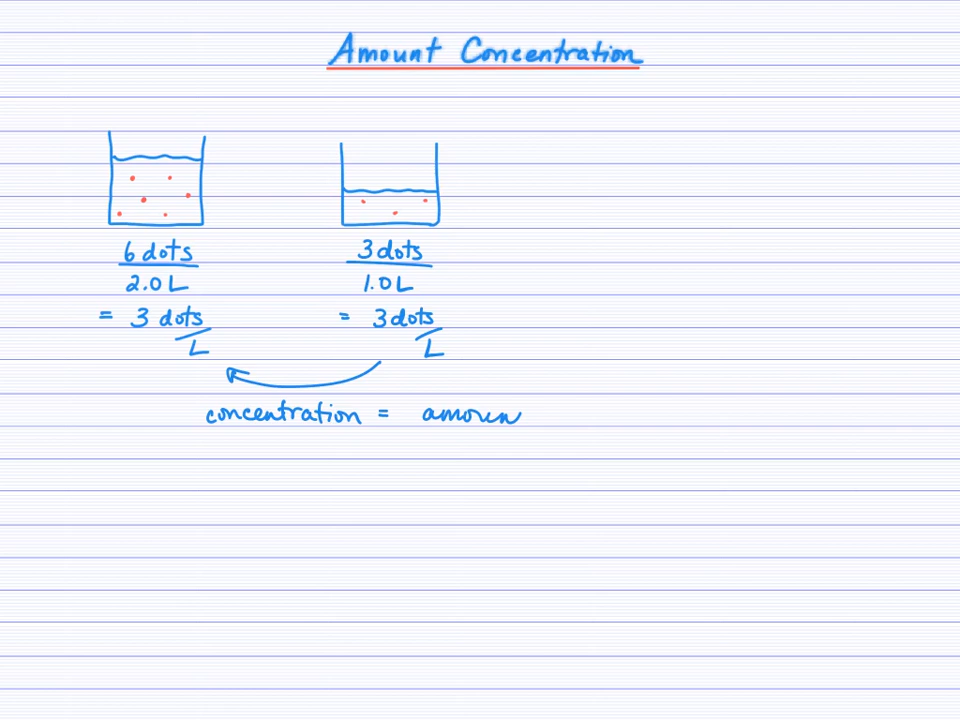 Amount Concentration
6 dots
2.0 L
= 3 dots/L
3 dots
1.0 L
= 3 dots/L
concentration = amoun